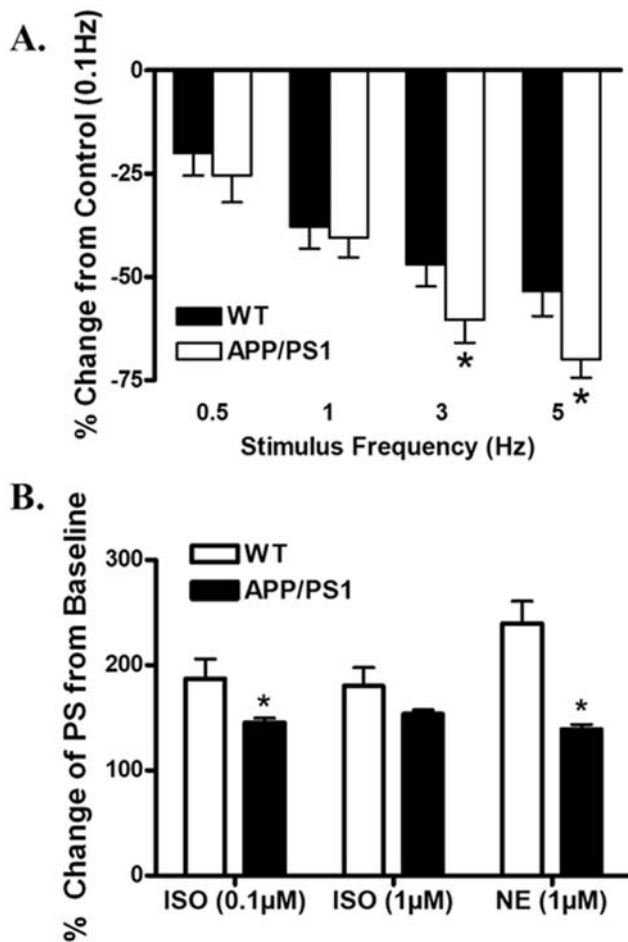 A.
% Change from Control (0.1Hz)
0
-25
-50
-75
WT
APP/PS1
*
*
0.5 1 3 5
Stimulus Frequency (Hz)
B.
% Change of PS from Baseline
300
200
100
0
WT
APP/PS1
*
*
ISO (0.1µM) ISO (1µM) NE (1µM)